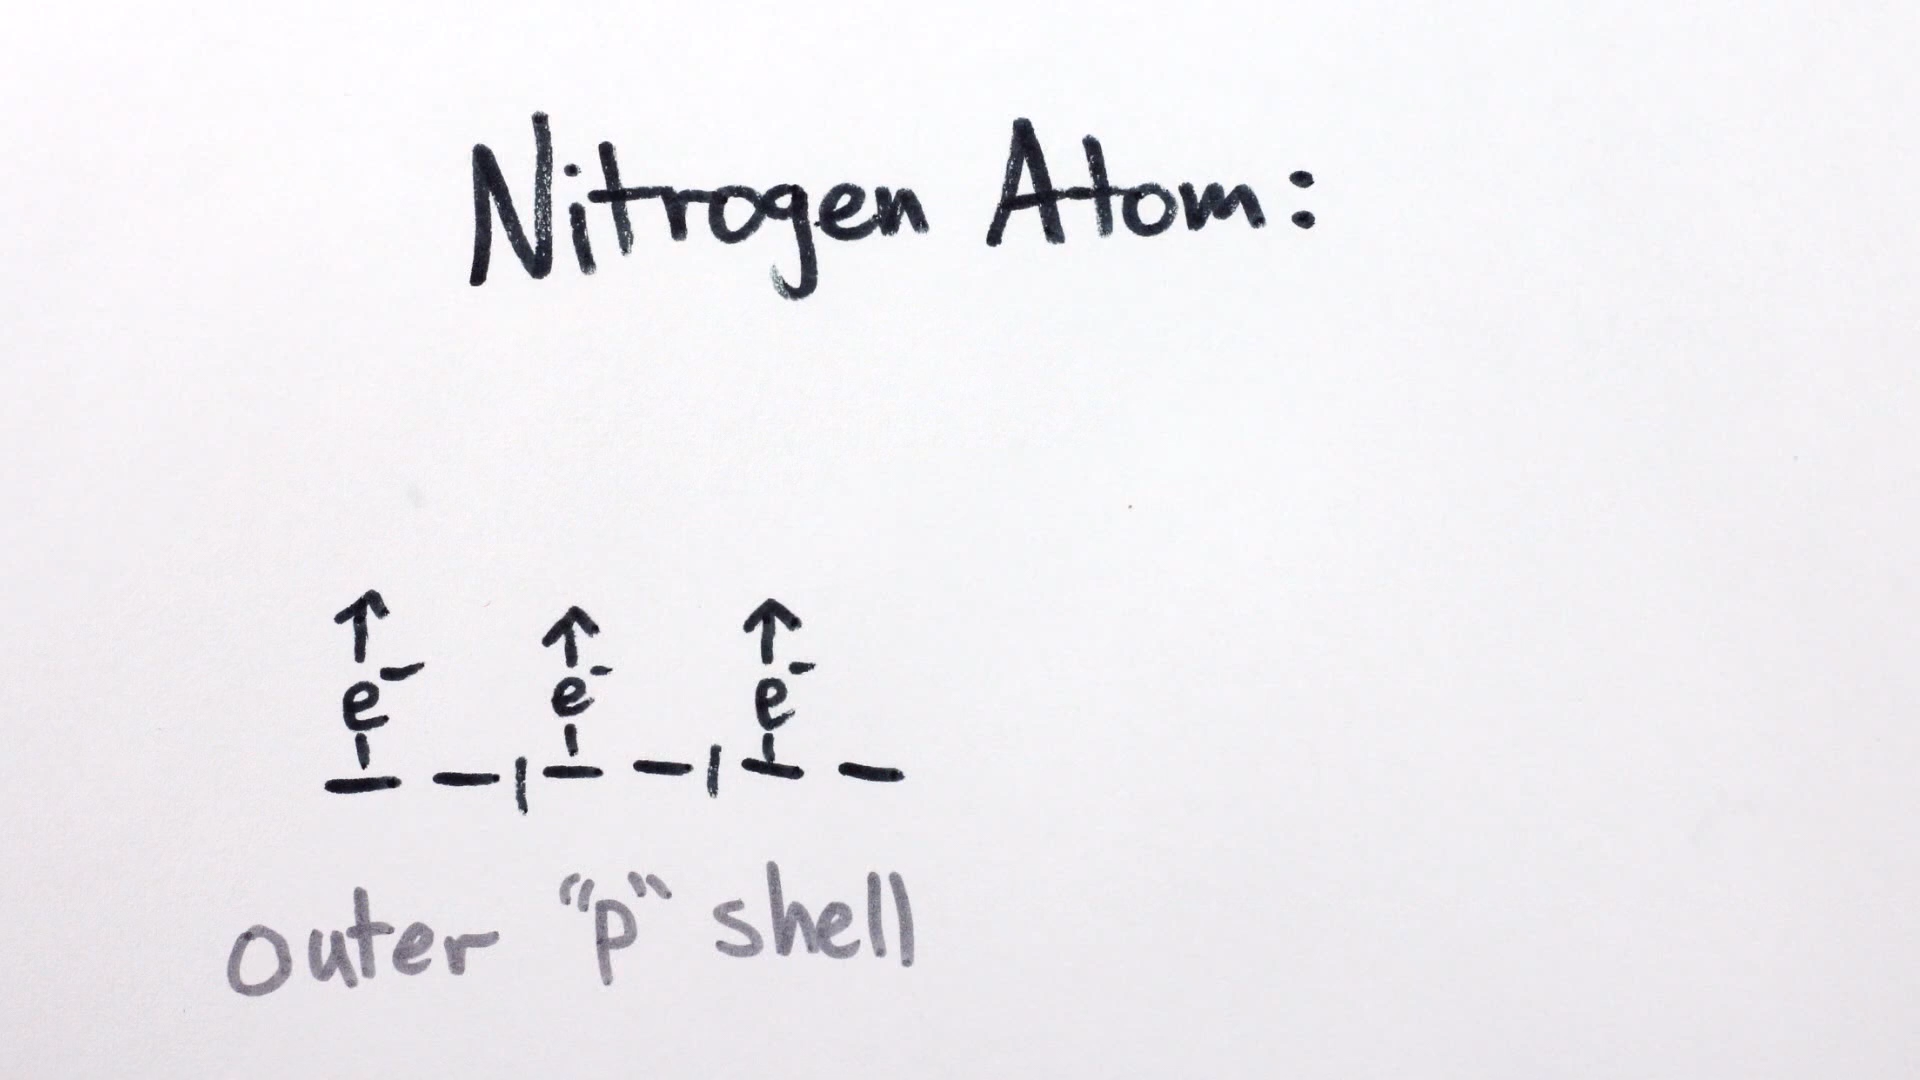 Nitrogen Atom:
↑ ↑ ↑
e⁻ e⁻ e⁻
outer "p" shell